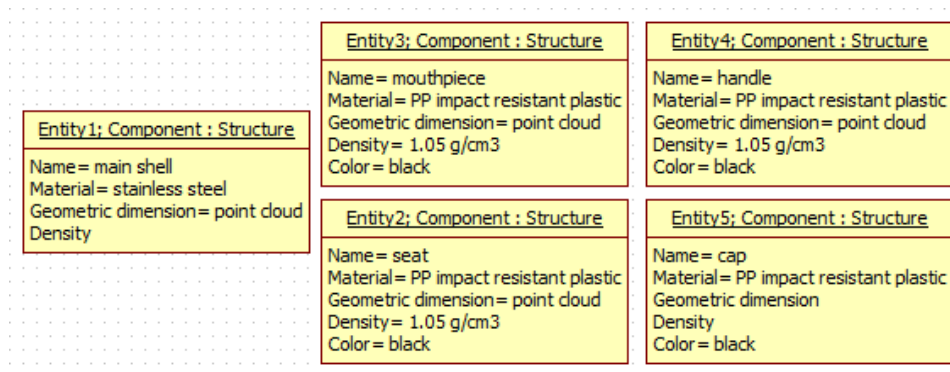 Entity1; Component : Structure
Name= main shell
Material= stainless steel
Geometric dimension= point cloud
Density
Entity3; Component : Structure
Name= mouthpiece
Material= PP impact resistant plastic
Geometric dimension= point cloud
Density= 1.05 g/cm3
Color= black
Entity2; Component : Structure
Name= seat
Material= PP impact resistant plastic
Geometric dimension= point cloud
Density= 1.05 g/cm3
Color= black
Entity4; Component : Structure
Name= handle
Material= PP impact resistant plastic
Geometric dimension= point cloud
Density= 1.05 g/cm3
Color= black
Entity5; Component : Structure
Name= cap
Material= PP impact resistant plastic
Geometric dimension
Density
Color= black